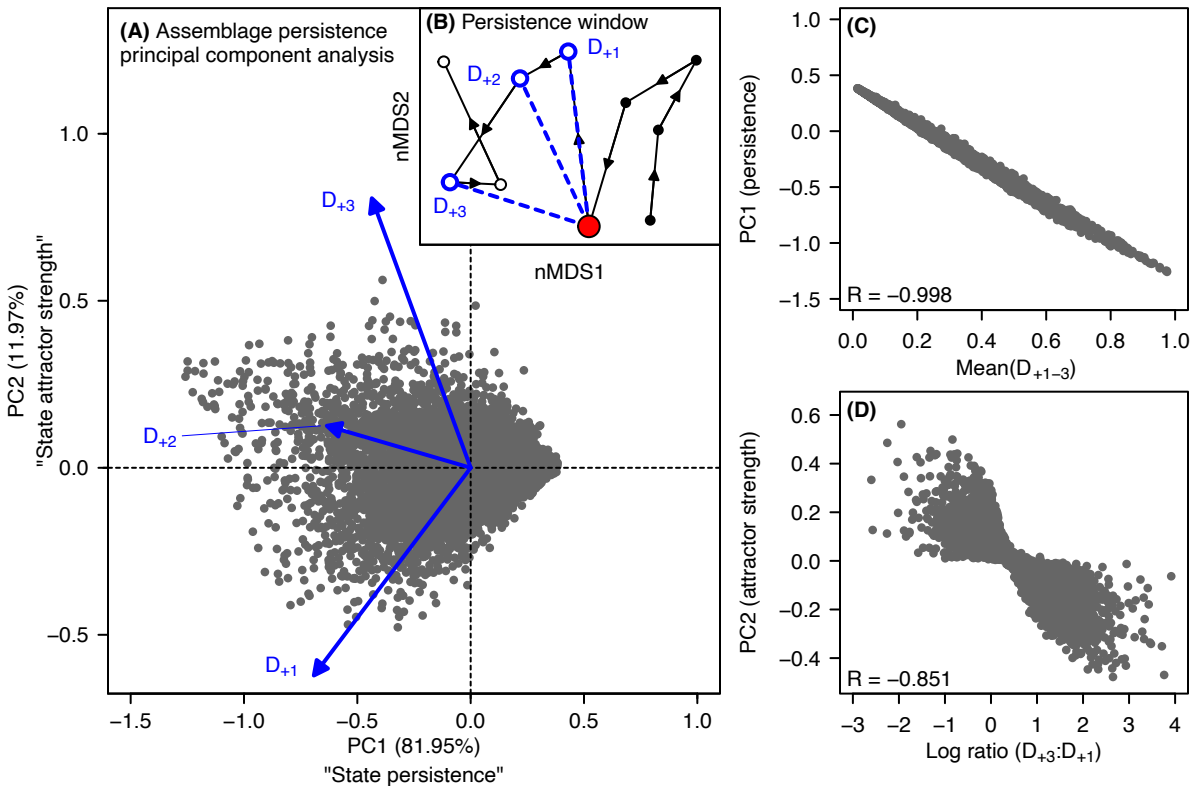 (A) Assemblage persistence
principal component analysis
(B) Persistence window
D+1
D+2
D+3
nMDS2
nMDS1
D+3
D+2
D+1
1.0
0.5
0.0
−0.5
PC2 (11.97%)
"State attractor strength"
−1.5
−1.0
−0.5
0.0
0.5
1.0
PC1 (81.95%)
"State persistence"
(C)
1.0
0.5
0.0
−0.5
−1.0
−1.5
PC1 (persistence)
R = −0.998
0.0
0.2
0.4
0.6
0.8
1.0
Mean(D+1−3)
(D)
0.6
0.4
0.2
0.0
−0.2
−0.4
PC2 (attractor strength)
R = −0.851
−3
−2
−1
0
1
2
3
4
Log ratio (D+3:D+1)